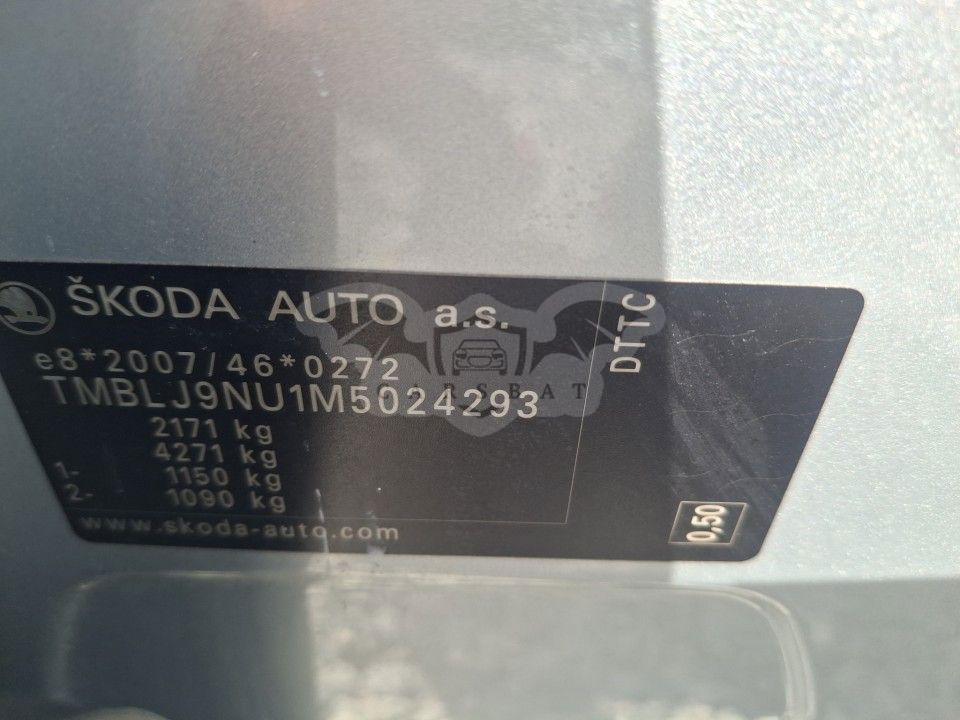 ŠKODA AUTO a.s.
e8*2007/46*0272
TMBLJ9NU1M5024293
2171 kg
4271 kg
1- 1150 kg
2- 1090 kg
www.skoda-auto.com
DTTC
0,50
CARSBAT